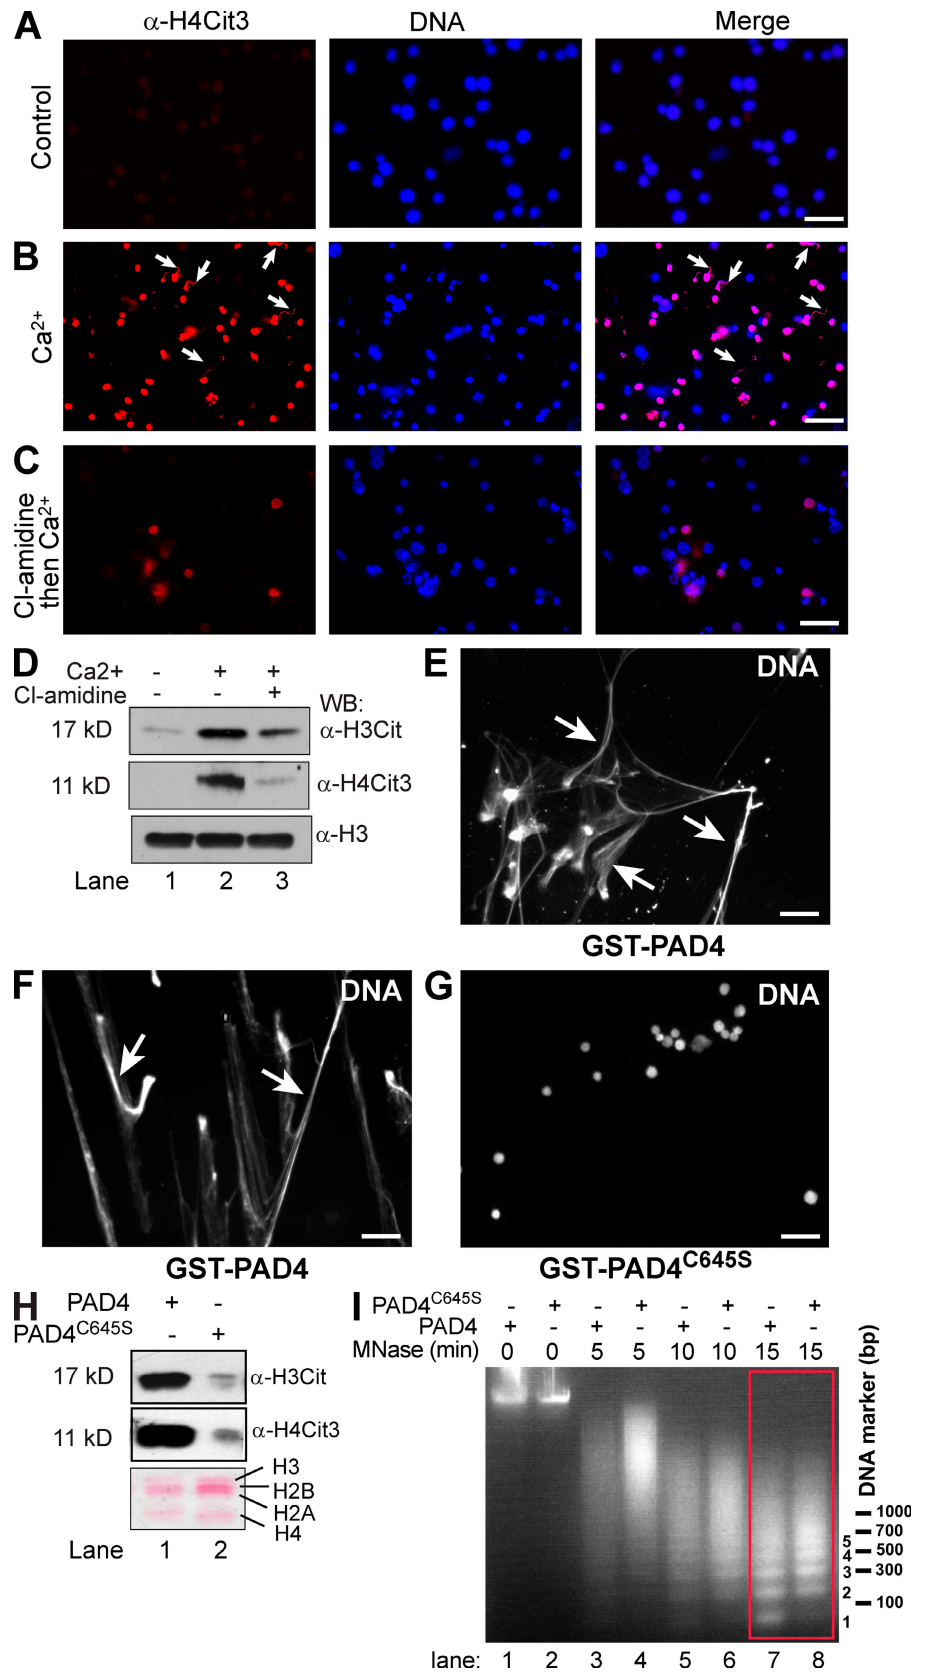 A α-H4Cit3 DNA Merge
Control
B
Ca2+
C
Cl-amidine
then Ca2+
D Ca2+ - + +
Cl-amidine - - +
WB:
17 kD α-H3Cit
11 kD α-H4Cit3
α-H3
Lane 1 2 3
E DNA
GST-PAD4
F DNA
GST-PAD4
G DNA
GST-PAD4C645S
H PAD4 + -
PAD4C645S - +
17 kD α-H3Cit
11 kD α-H4Cit3
H3
H2B
H2A
H4
Lane 1 2
I PAD4C645S - + - + - + - +
PAD4 + - + - + - + -
MNase (min) 0 0 5 5 10 10 15 15
DNA marker (bp)
1000
700
5
500
4
300
3
2
100
1
lane: 1 2 3 4 5 6 7 8